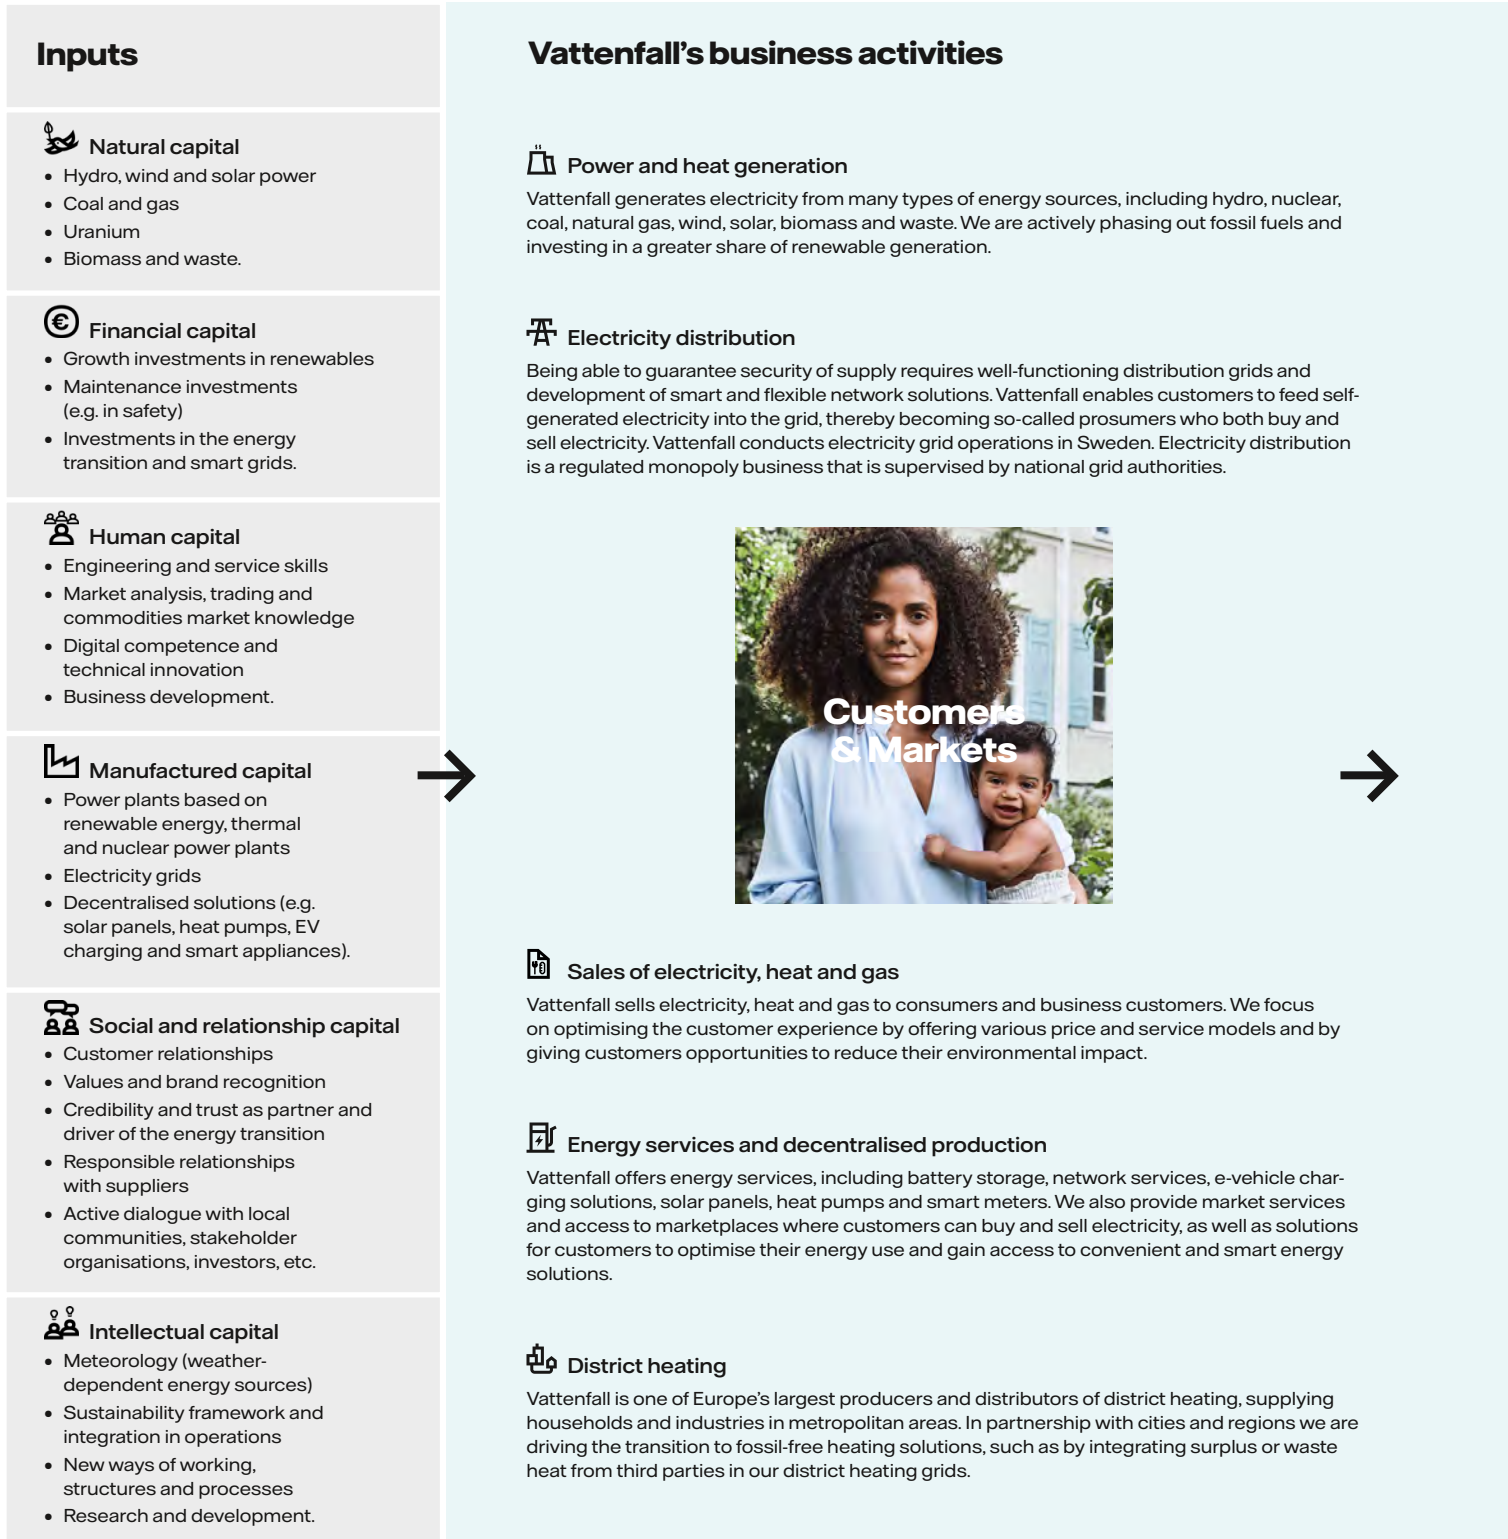 Inputs
Natural capital
• Hydro, wind and solar power
• Coal and gas
• Uranium
• Biomass and waste.
Financial capital
• Growth investments in renewables
• Maintenance investments
(e.g. in safety)
• Investments in the energy
transition and smart grids.
Human capital
• Engineering and service skills
• Market analysis, trading and
commodities market knowledge
• Digital competence and
technical innovation
• Business development.
Manufactured capital
• Power plants based on
renewable energy, thermal
and nuclear power plants
• Electricity grids
• Decentralised solutions (e.g.
solar panels, heat pumps, EV
charging and smart appliances).
Social and relationship capital
• Customer relationships
• Values and brand recognition
• Credibility and trust as partner and
driver of the energy transition
• Responsible relationships
with suppliers
• Active dialogue with local
communities, stakeholder
organisations, investors, etc.
Intellectual capital
• Meteorology (weather-
dependent energy sources)
• Sustainability framework and
integration in operations
• New ways of working,
structures and processes
• Research and development.
Vattenfall’s business activities
Power and heat generation
Vattenfall generates electricity from many types of energy sources, including hydro, nuclear,
coal, natural gas, wind, solar, biomass and waste. We are actively phasing out fossil fuels and
investing in a greater share of renewable generation.
Electricity distribution
Being able to guarantee security of supply requires well-functioning distribution grids and
development of smart and flexible network solutions. Vattenfall enables customers to feed self-
generated electricity into the grid, thereby becoming so-called prosumers who both buy and
sell electricity. Vattenfall conducts electricity grid operations in Sweden. Electricity distribution
is a regulated monopoly business that is supervised by national grid authorities.
Customers
& Markets
Sales of electricity, heat and gas
Vattenfall sells electricity, heat and gas to consumers and business customers. We focus
on optimising the customer experience by offering various price and service models and by
giving customers opportunities to reduce their environmental impact.
Energy services and decentralised production
Vattenfall offers energy services, including battery storage, network services, e-vehicle char-
ging solutions, solar panels, heat pumps and smart meters. We also provide market services
and access to marketplaces where customers can buy and sell electricity, as well as solutions
for customers to optimise their energy use and gain access to convenient and smart energy
solutions.
District heating
Vattenfall is one of Europe’s largest producers and distributors of district heating, supplying
households and industries in metropolitan areas. In partnership with cities and regions we are
driving the transition to fossil-free heating solutions, such as by integrating surplus or waste
heat from third parties in our district heating grids.